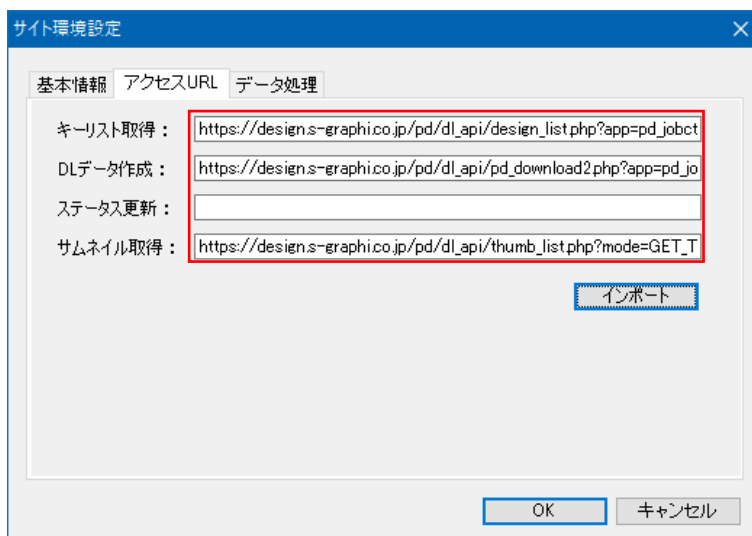 サイト環境設定
基本情報 アクセスURL データ処理
キーリスト取得： https://design.s-graphi.co.jp/pd/dl_api/design_list.php?app=pd_jobct
DLデータ作成： https://design.s-graphi.co.jp/pd/dl_api/pd_download2.php?app=pd_jo
ステータス更新：
サムネイル取得： https://design.s-graphi.co.jp/pd/dl_api/thumb_list.php?mode=GET_T
インポート
OK キャンセル